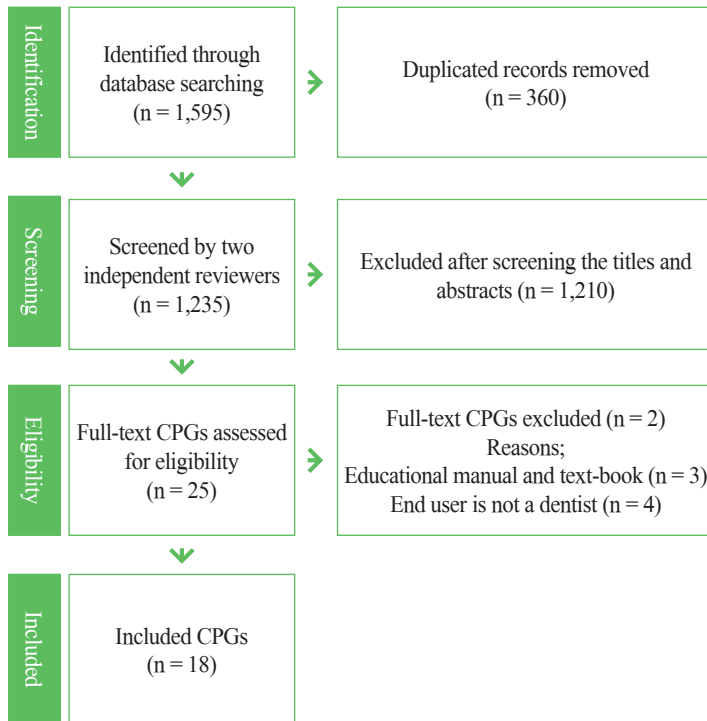 Identification
Identified through
database searching
(n = 1,595)
Duplicated records removed
(n = 360)
Screening
Screened by two
independent reviewers
(n = 1,235)
Excluded after screening the titles and
abstracts (n = 1,210)
Eligibility
Full-text CPGs assessed
for eligibility
(n = 25)
Full-text CPGs excluded (n = 2)
Reasons;
Educational manual and text-book (n = 3)
End user is not a dentist (n = 4)
Included
Included CPGs
(n = 18)